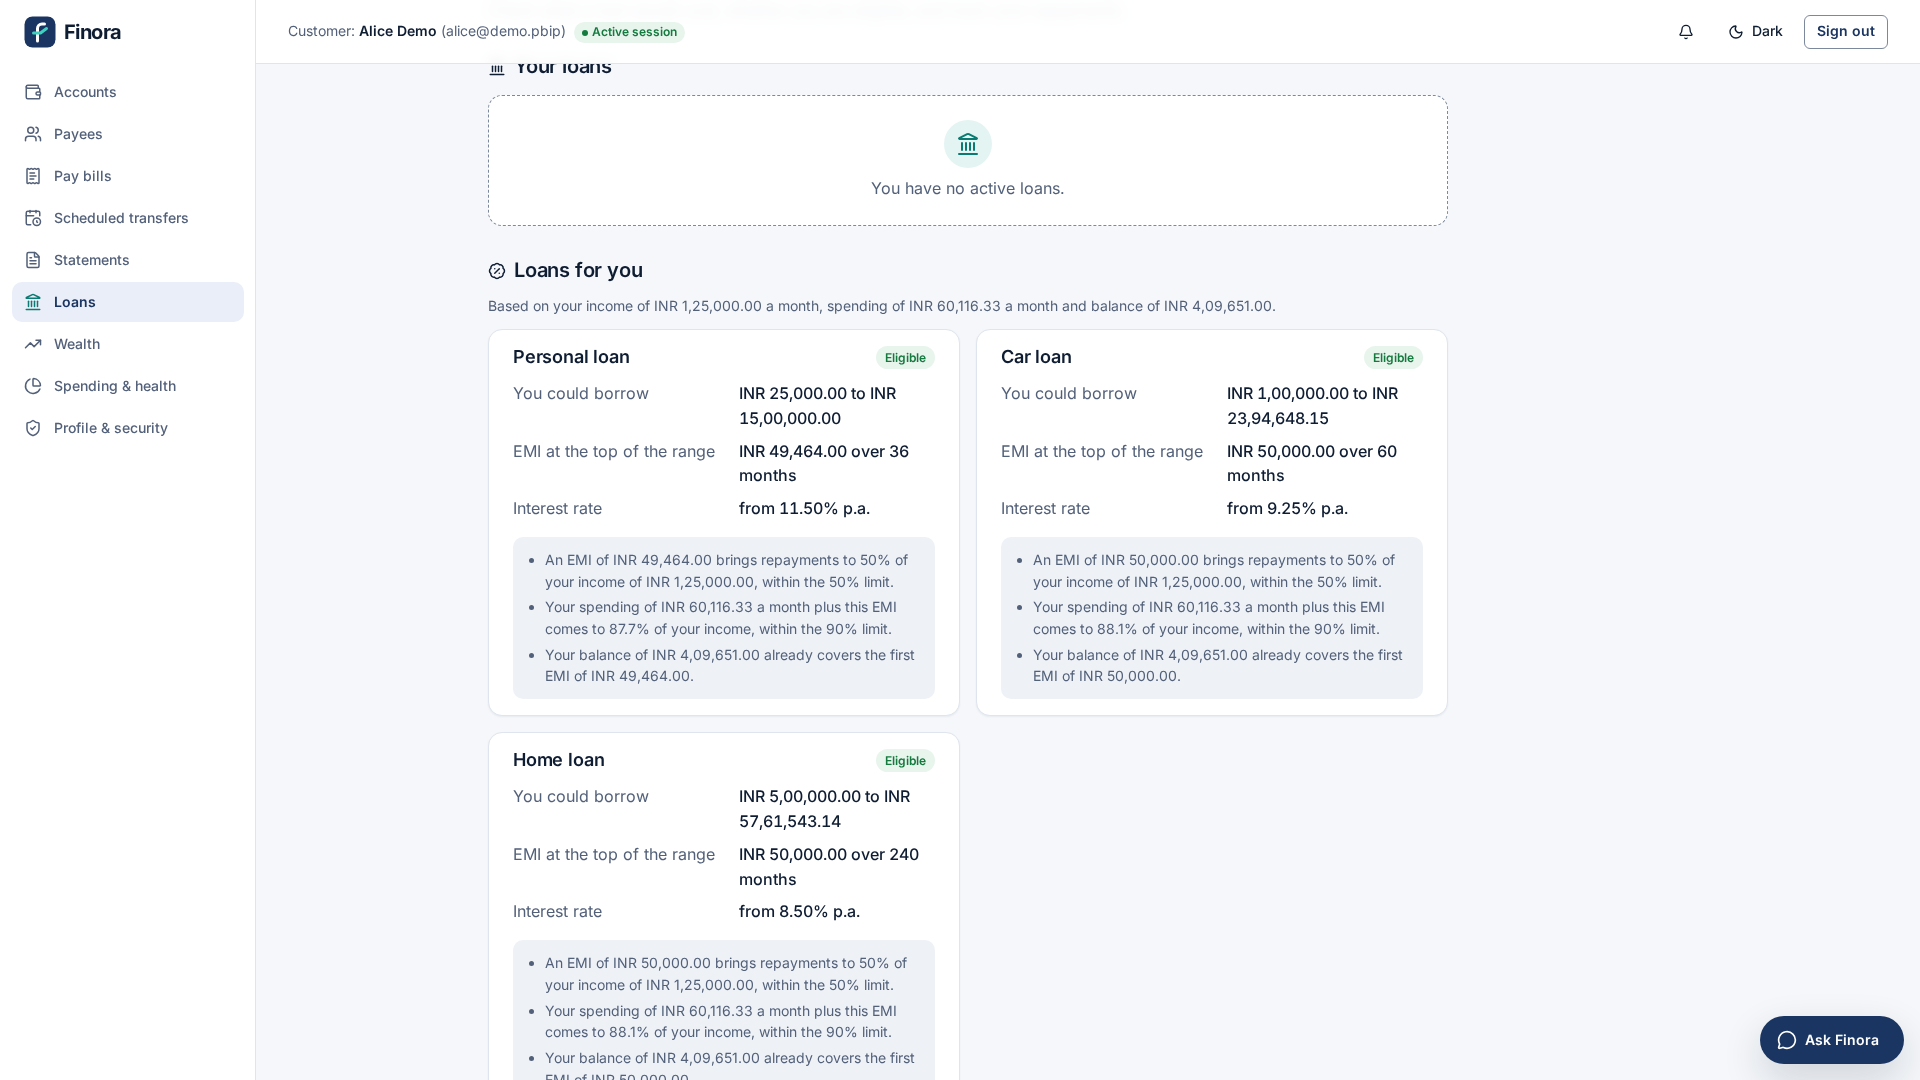 Finora
Customer: Alice Demo (alice@demo.pbip)
Active session
Dark
Sign out
Accounts
Payees
Pay bills
Scheduled transfers
Statements
Loans
Wealth
Spending & health
Profile & security
Your loans
You have no active loans.
Loans for you
Based on your income of INR 1,25,000.00 a month, spending of INR 60,116.33 a month and balance of INR 4,09,651.00.
Personal loan
Eligible
You could borrow
INR 25,000.00 to INR
15,00,000.00
EMI at the top of the range
INR 49,464.00 over 36
months
Interest rate
from 11.50% p.a.
• An EMI of INR 49,464.00 brings repayments to 50% of
your income of INR 1,25,000.00, within the 50% limit.
• Your spending of INR 60,116.33 a month plus this EMI
comes to 87.7% of your income, within the 90% limit.
• Your balance of INR 4,09,651.00 already covers the first
EMI of INR 49,464.00.
Car loan
Eligible
You could borrow
INR 1,00,000.00 to INR
23,94,648.15
EMI at the top of the range
INR 50,000.00 over 60
months
Interest rate
from 9.25% p.a.
• An EMI of INR 50,000.00 brings repayments to 50% of
your income of INR 1,25,000.00, within the 50% limit.
• Your spending of INR 60,116.33 a month plus this EMI
comes to 88.1% of your income, within the 90% limit.
• Your balance of INR 4,09,651.00 already covers the first
EMI of INR 50,000.00.
Home loan
Eligible
You could borrow
INR 5,00,000.00 to INR
57,61,543.14
EMI at the top of the range
INR 50,000.00 over 240
months
Interest rate
from 8.50% p.a.
• An EMI of INR 50,000.00 brings repayments to 50% of
your income of INR 1,25,000.00, within the 50% limit.
• Your spending of INR 60,116.33 a month plus this EMI
comes to 88.1% of your income, within the 90% limit.
• Your balance of INR 4,09,651.00 already covers the first
EMI of INR 50,000.00.
Ask Finora